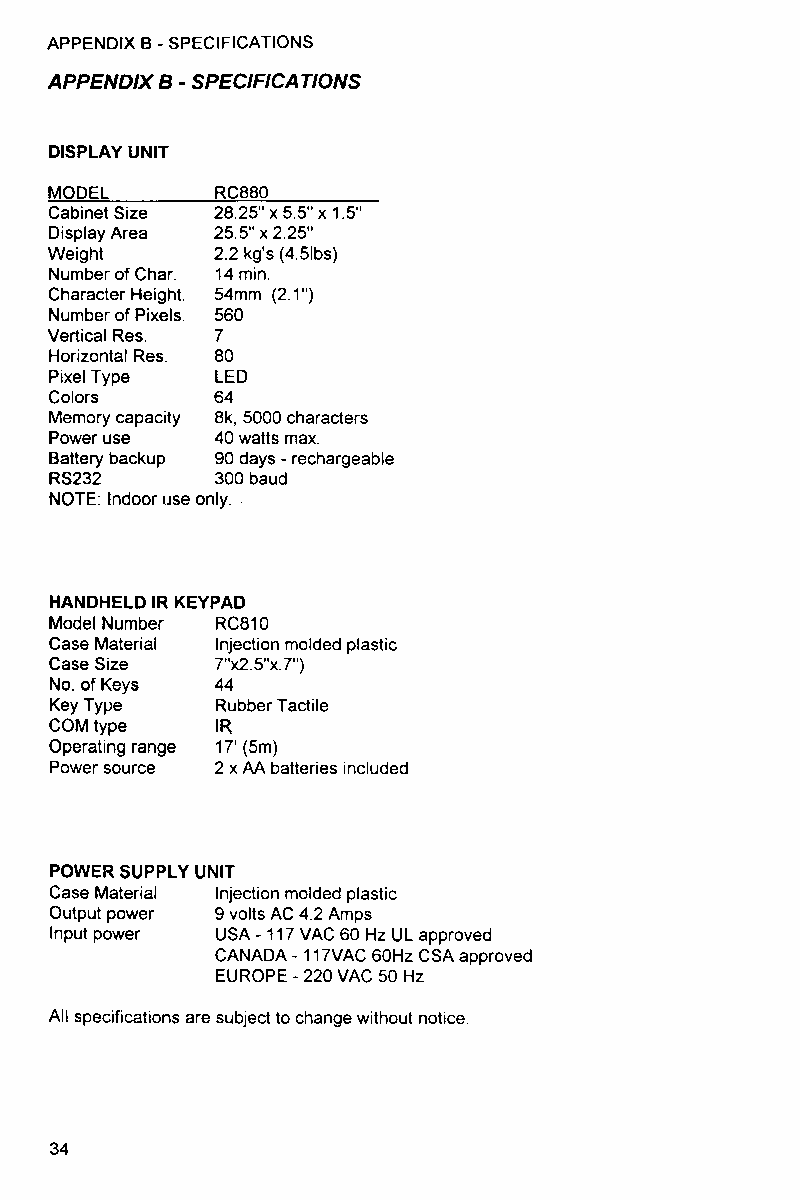 APPENDIX B - SPECIFICATIONS
APPENDIX B - SPECIFICATIONS
DISPLAY UNIT
MODEL RC880
Cabinet Size 28.25" x 5.5" x 1.5"
Display Area 25.5" x 2.25"
Weight 2.2 kg's (4.5lbs)
Number of Char. 14 min.
Character Height. 54mm (2.1")
Number of Pixels. 560
Vertical Res. 7
Horizontal Res. 80
Pixel Type LED
Colors 64
Memory capacity 8k, 5000 characters
Power use 40 watts max.
Battery backup 90 days - rechargeable
RS232 300 baud
NOTE: Indoor use only.
HANDHELD IR KEYPAD
Model Number RC810
Case Material Injection molded plastic
Case Size 7"x2.5"x.7")
No. of Keys 44
Key Type Rubber Tactile
COM type IR
Operating range 17' (5m)
Power source 2 x AA batteries included
POWER SUPPLY UNIT
Case Material Injection molded plastic
Output power 9 volts AC 4.2 Amps
Input power USA - 117 VAC 60 Hz UL approved
CANADA - 117VAC 60Hz CSA approved
EUROPE - 220 VAC 50 Hz
All specifications are subject to change without notice.
34